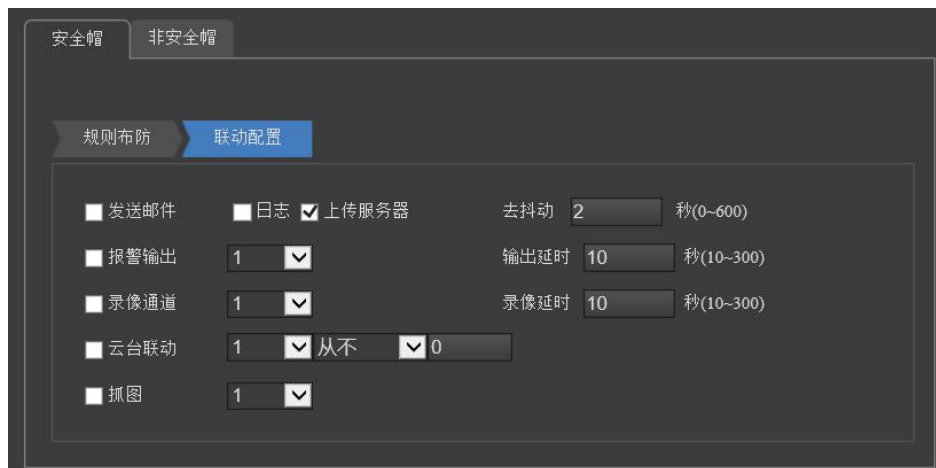 安全帽 非安全帽
规则布防 联动配置
发送邮件 日志 上传服务器 去抖动 2 秒(0~600)
报警输出 1 输出延时 10 秒(10~300)
录像通道 1 录像延时 10 秒(10~300)
云台联动 1 从不 0
抓图 1